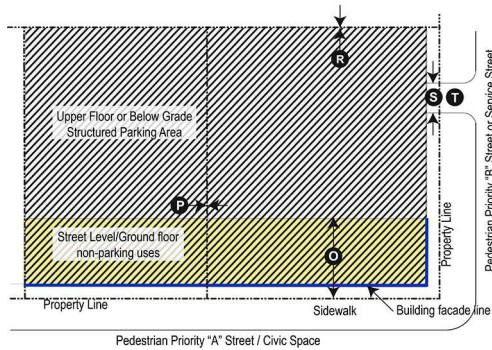 R
S T
Upper Floor or Below Grade
Structured Parking Area
P
Street Level/Ground floor
non-parking uses
O
Property Line
Sidewalk
Building facade line
Pedestrian Priority “A” Street / Civic Space
Property Line
Pedestrian Priority “B” Street or Service Street